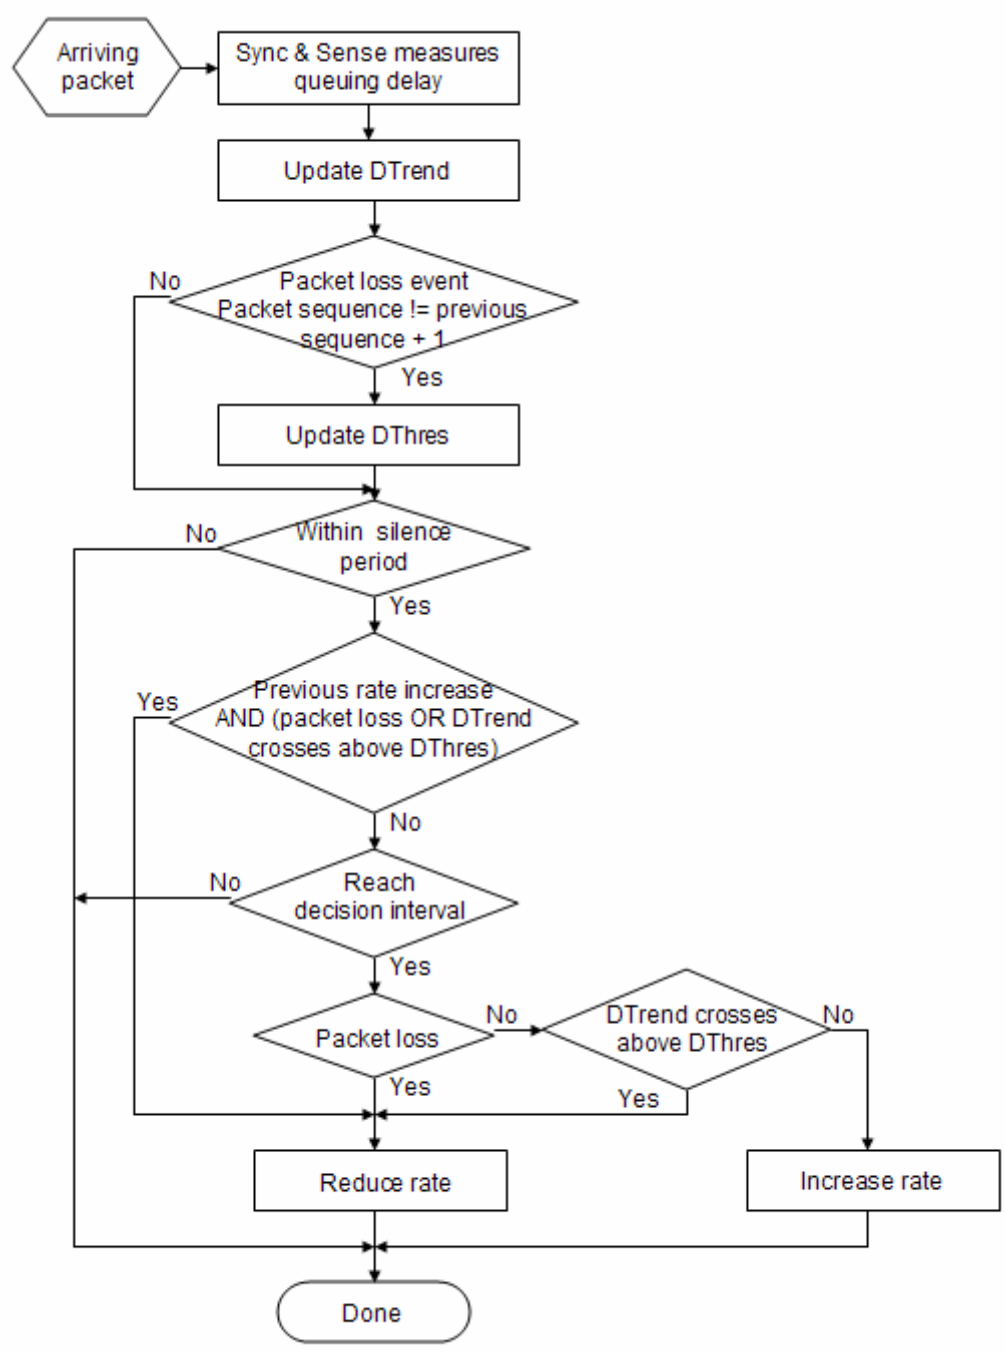 Arriving
packet
Sync & Sense measures
queuing delay
Update DTrend
No
Packet loss event
Packet sequence != previous
sequence + 1
Yes
Update DThres
No
Within silence
period
Yes
Yes
Previous rate increase
AND (packet loss OR DTrend
crosses above DThres)
No
No
Reach
decision interval
Yes
Packet loss
No
DTrend crosses
above DThres
No
Yes
Yes
Reduce rate
Increase rate
Done